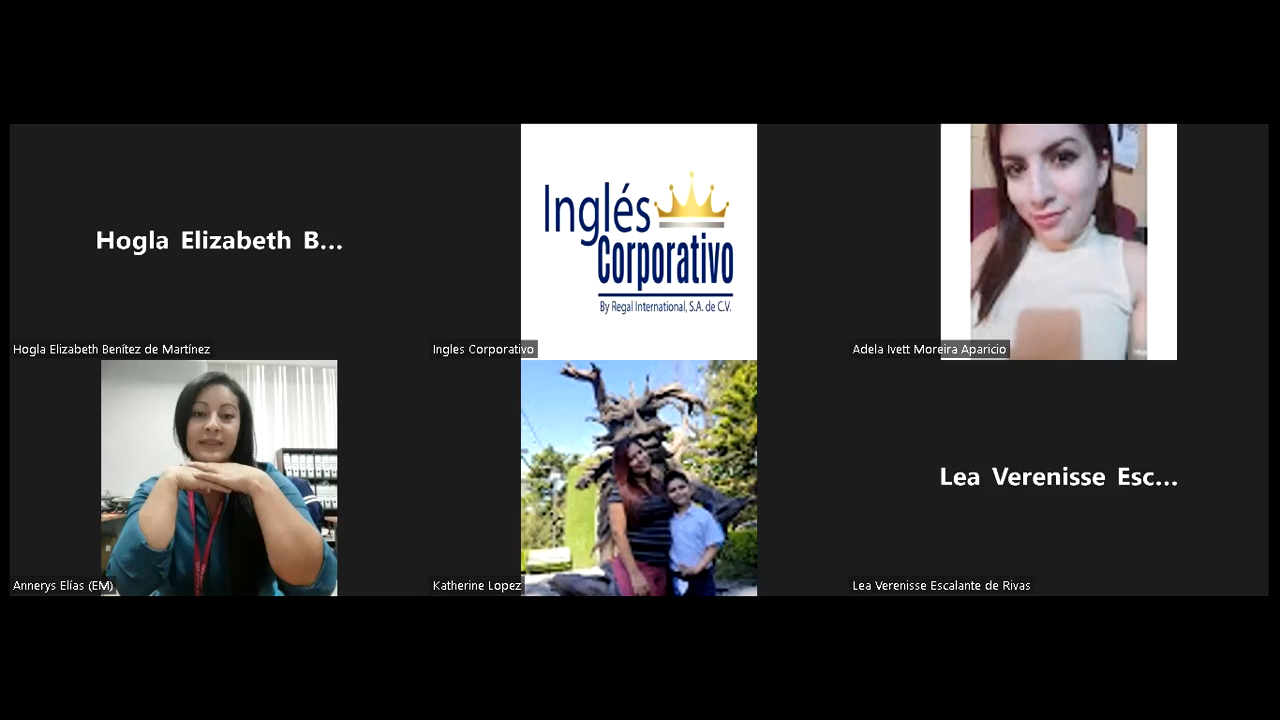 Hogla Elizabeth B...
Inglés
Corporativo
By Regal International, S.A. de C.V.
Hogla Elizabeth Benítez de Martínez
Ingles Corporativo
Adela Ivett Moreira Aparicio
Lea Verenisse Esc...
Annerys Elías (EM)
Katherine Lopez
Lea Verenisse Escalante de Rivas